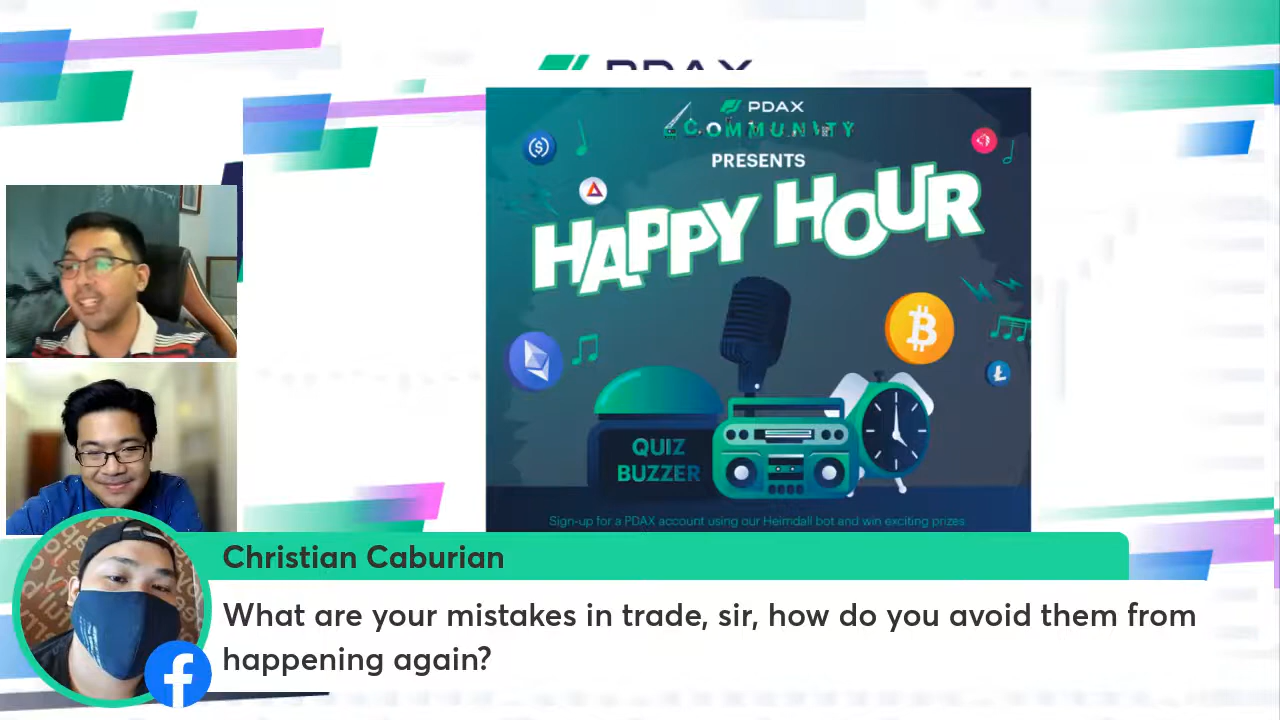 PDAX
PDAX
COMMUNITY
PRESENTS
HAPPY HOUR
QUIZ
BUZZER
Sign-up for a PDAX account using our Heimdall bot and win exciting prizes
Christian Caburian
What are your mistakes in trade, sir, how do you avoid them from
happening again?